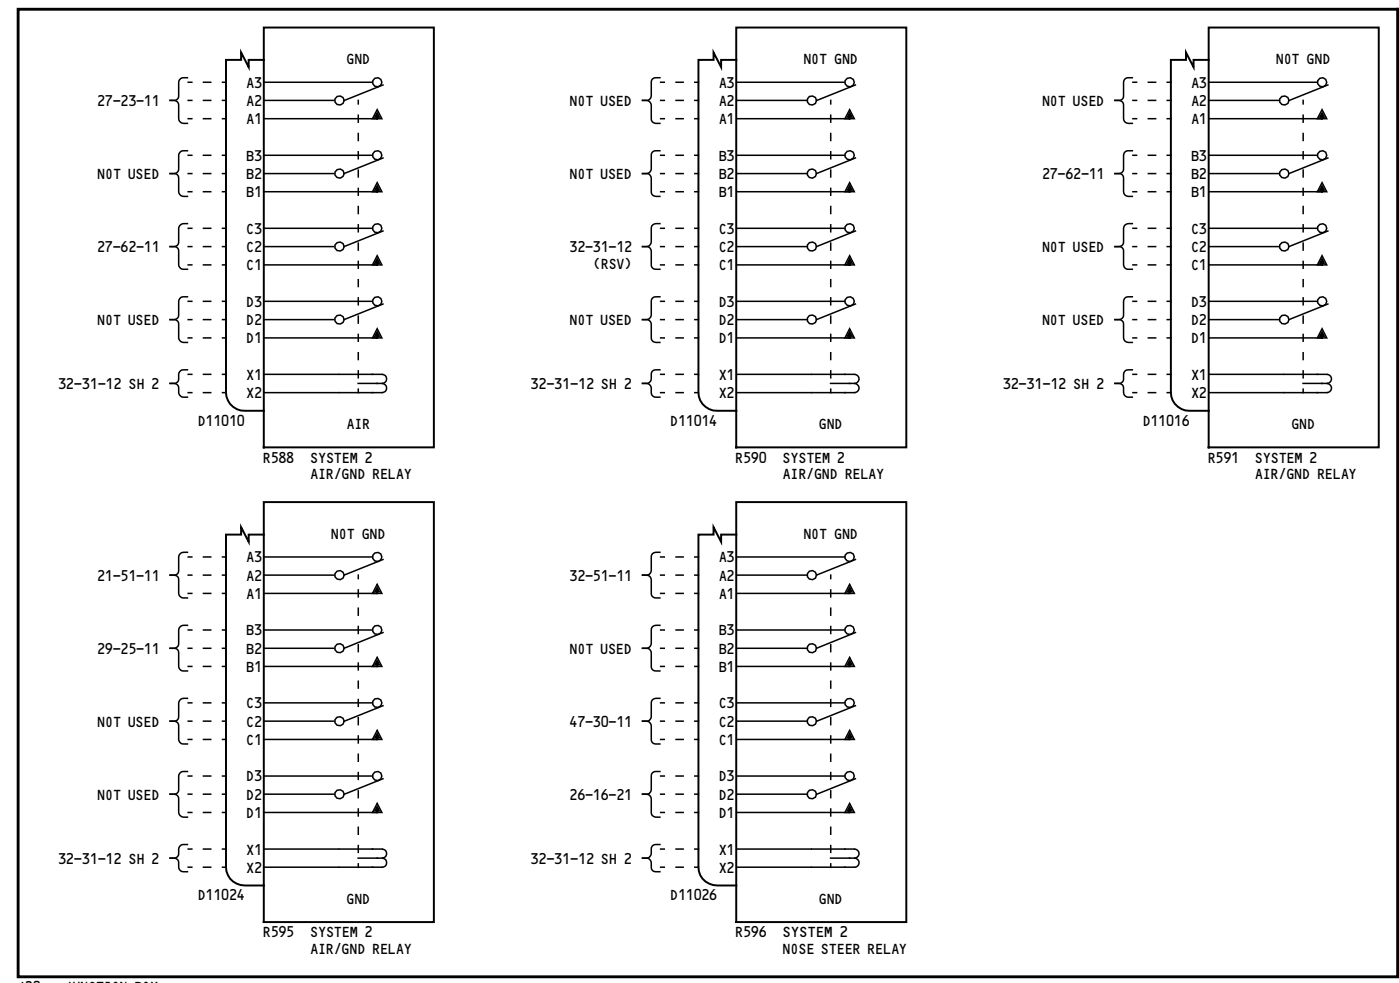 GND
27-23-11
A3
A2
A1
NOT USED
B3
B2
B1
27-62-11
C3
C2
C1
NOT USED
D3
D2
D1
32-31-12 SH 2
X1
X2
D11010
AIR
R588 SYSTEM 2
AIR/GND RELAY
NOT GND
NOT USED
A3
A2
A1
NOT USED
B3
B2
B1
32-31-12
(RSV)
C3
C2
C1
NOT USED
D3
D2
D1
32-31-12 SH 2
X1
X2
D11014
GND
R590 SYSTEM 2
AIR/GND RELAY
NOT GND
NOT USED
A3
A2
A1
27-62-11
B3
B2
B1
NOT USED
C3
C2
C1
NOT USED
D3
D2
D1
32-31-12 SH 2
X1
X2
D11016
GND
R591 SYSTEM 2
AIR/GND RELAY
NOT GND
21-51-11
A3
A2
A1
29-25-11
B3
B2
B1
NOT USED
C3
C2
C1
NOT USED
D3
D2
D1
32-31-12 SH 2
X1
X2
D11024
GND
R595 SYSTEM 2
AIR/GND RELAY
NOT GND
32-51-11
A3
A2
A1
NOT USED
B3
B2
B1
47-30-11
C3
C2
C1
26-16-21
D3
D2
D1
32-31-12 SH 2
X1
X2
D11026
GND
R596 SYSTEM 2
NOSE STEER RELAY